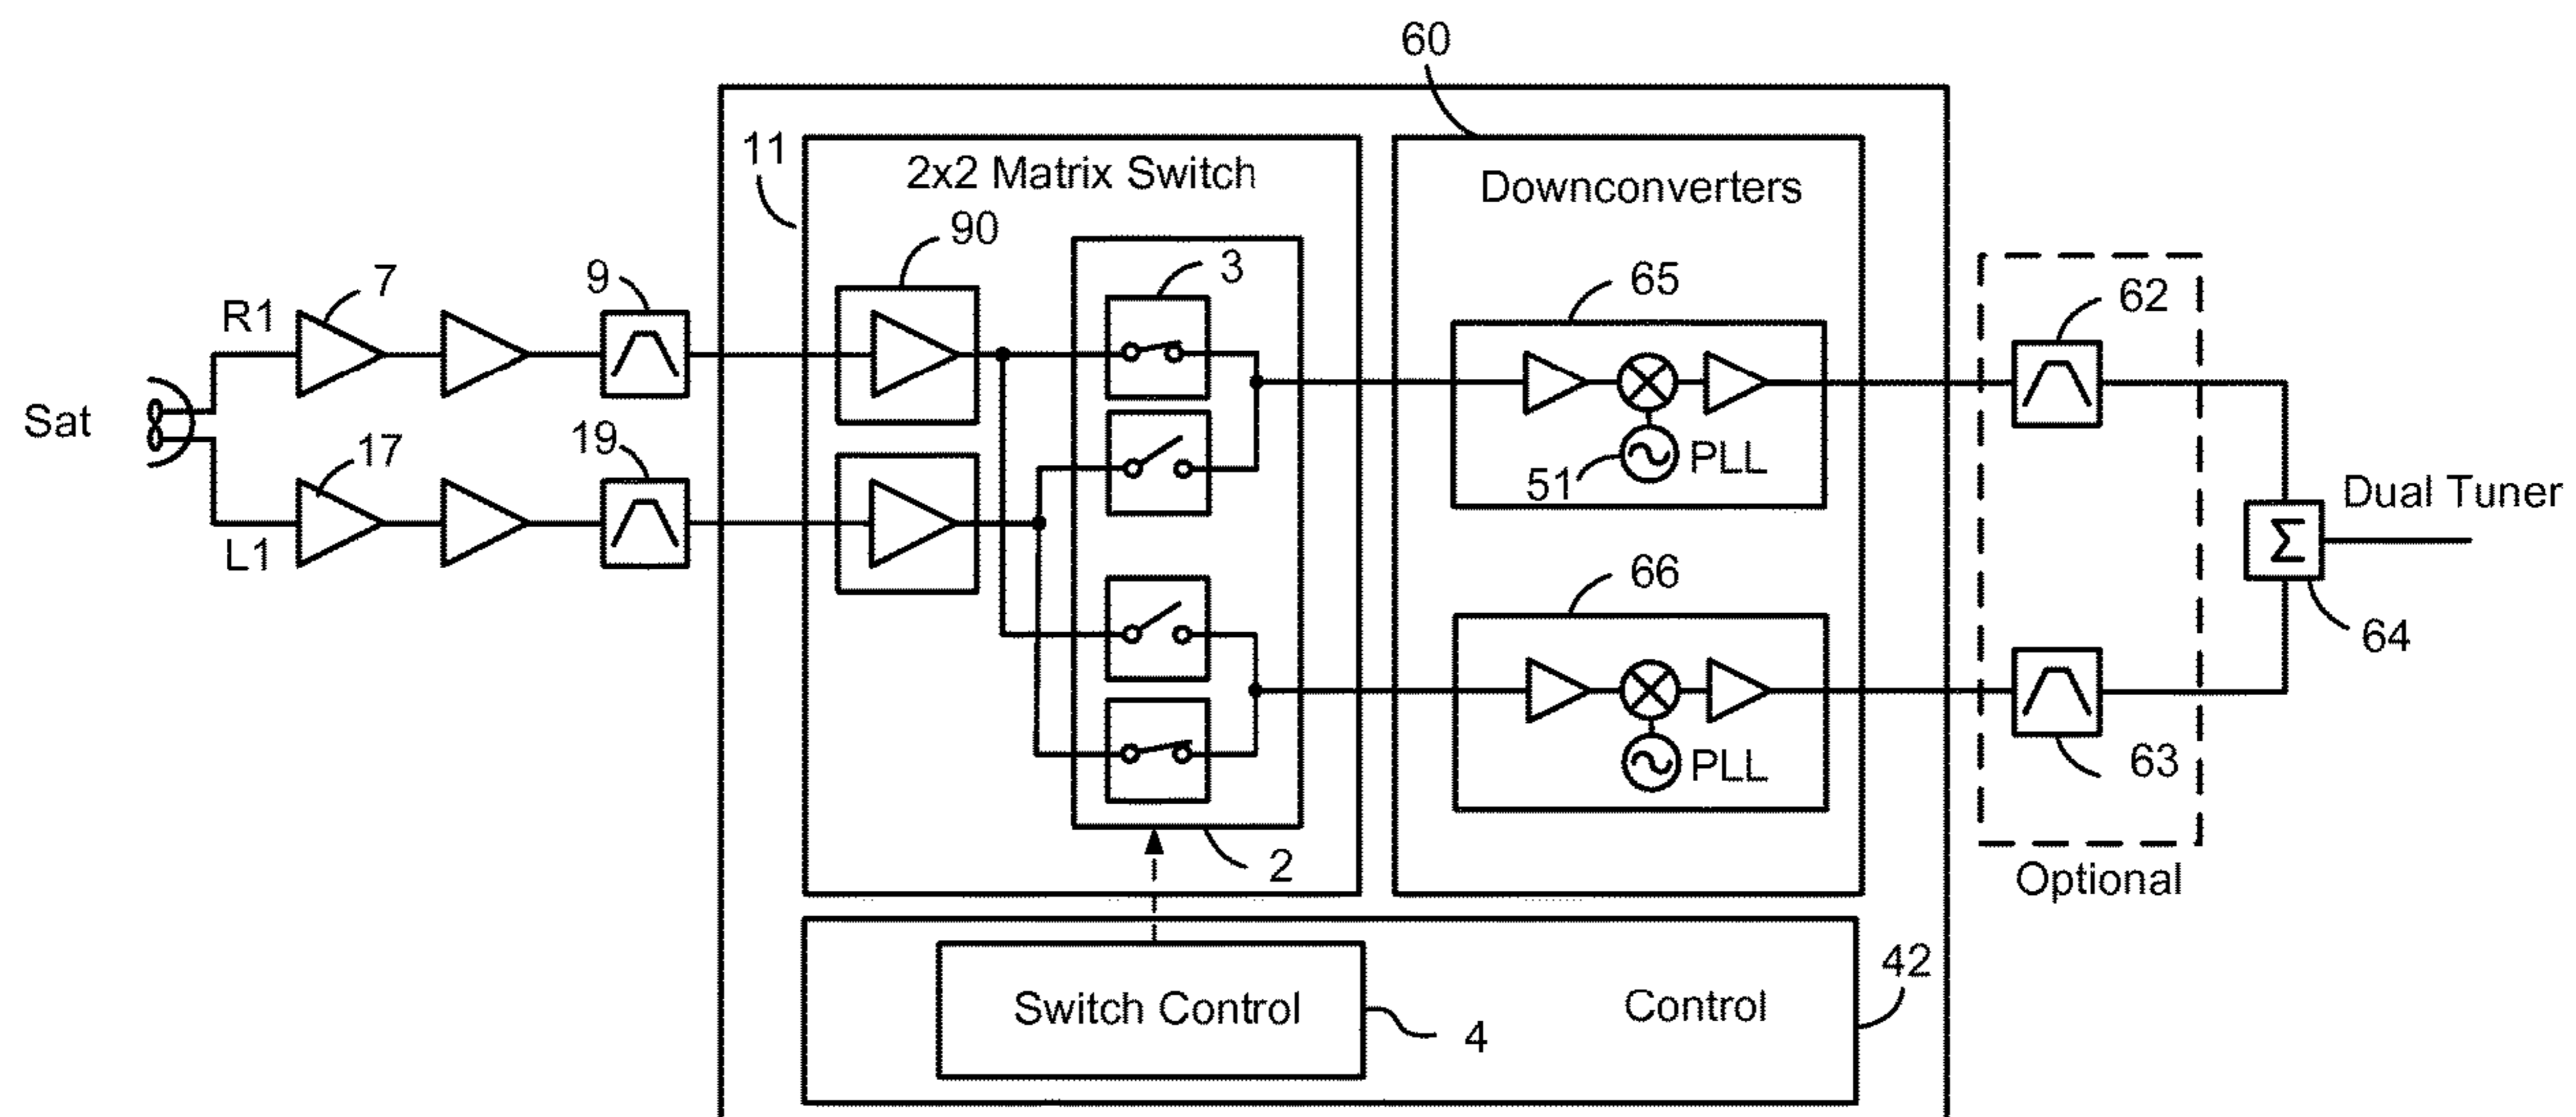 60
11
2x2 Matrix Switch
Downconverters
90
3
7
9
65
62
R1
Sat
17
19
51
PLL
Dual Tuner
Σ
L1
66
64
PLL
63
2
Optional
42
Switch Control
Control
4